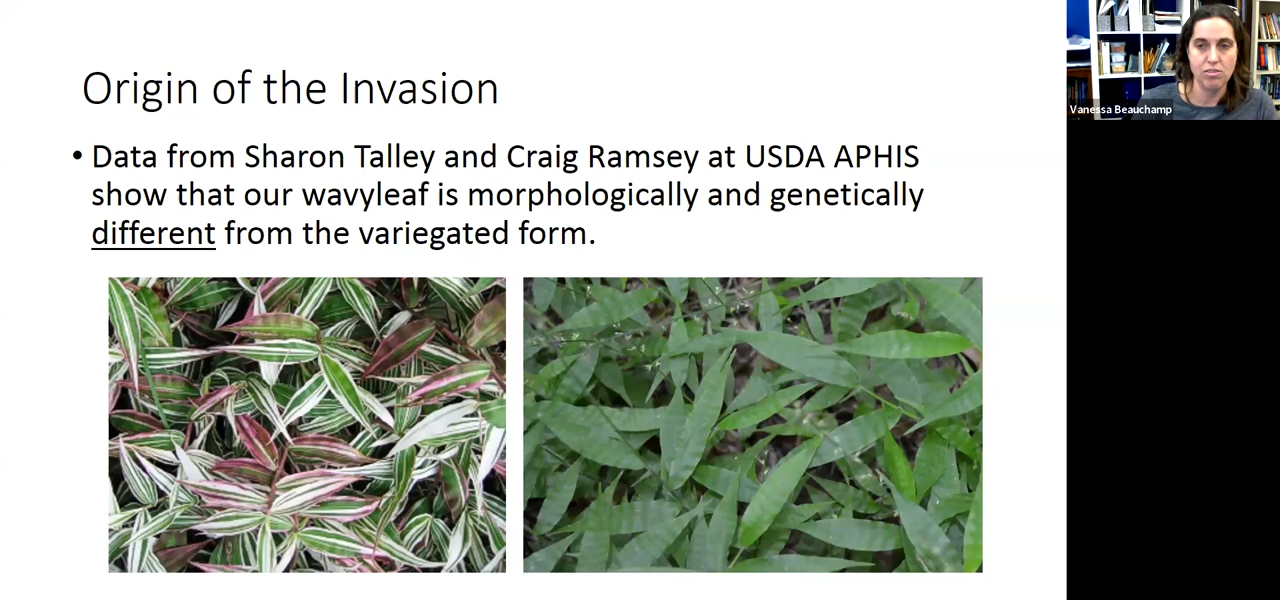 Origin of the Invasion
• Data from Sharon Talley and Craig Ramsey at USDA APHIS
show that our wavyleaf is morphologically and genetically
different from the variegated form.
Vanessa Beauchamp